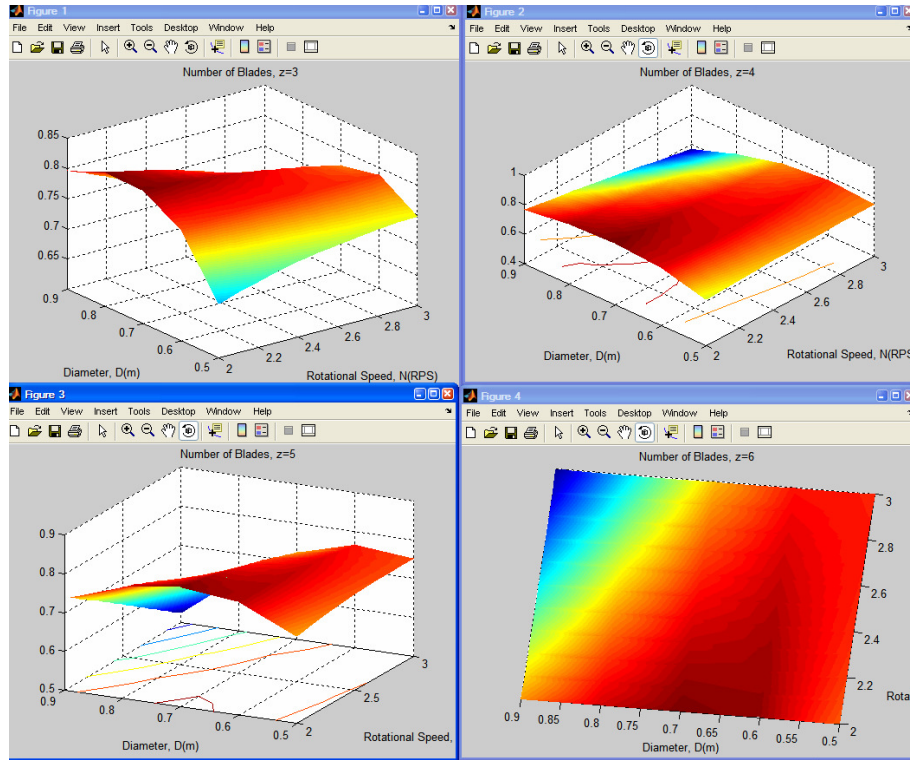 Figure 1
File Edit View Insert Tools Desktop Window Help
Number of Blades, z=3
0.85
0.8
0.75
0.7
0.65
0.9
0.8
0.7
0.6
0.5
2
2.2
2.4
2.6
2.8
3
Diameter, D(m)
Rotational Speed, N(RPS)
Figure 2
File Edit View Insert Tools Desktop Window Help
Number of Blades, z=4
1
0.8
0.6
0.4
0.9
0.8
0.7
0.6
0.5
2
2.2
2.4
2.6
2.8
3
Diameter, D(m)
Rotational Speed, N(RPS
Figure 3
File Edit View Insert Tools Desktop Window Help
Number of Blades, z=5
0.9
0.8
0.7
0.6
0.5
0.9
0.8
0.7
0.6
0.5
2
2.5
3
Diameter, D(m)
Rotational Speed,
Figure 4
File Edit View Insert Tools Desktop Window Help
Number of Blades, z=6
3
2.8
2.4
2.2
2
Rota
0.9
0.85
0.8
0.75
0.7
0.65
0.6
0.55
0.5
Diameter, D(m)